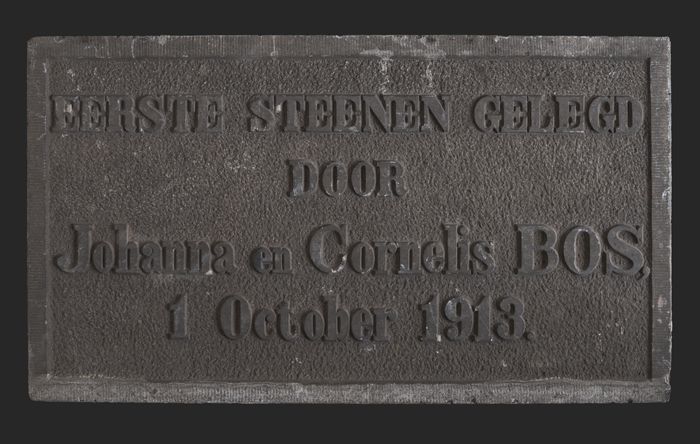 EERSTE STEENEN GELEGD
DOOR
Johanna en Cornelis BOS,
1 October 1913.